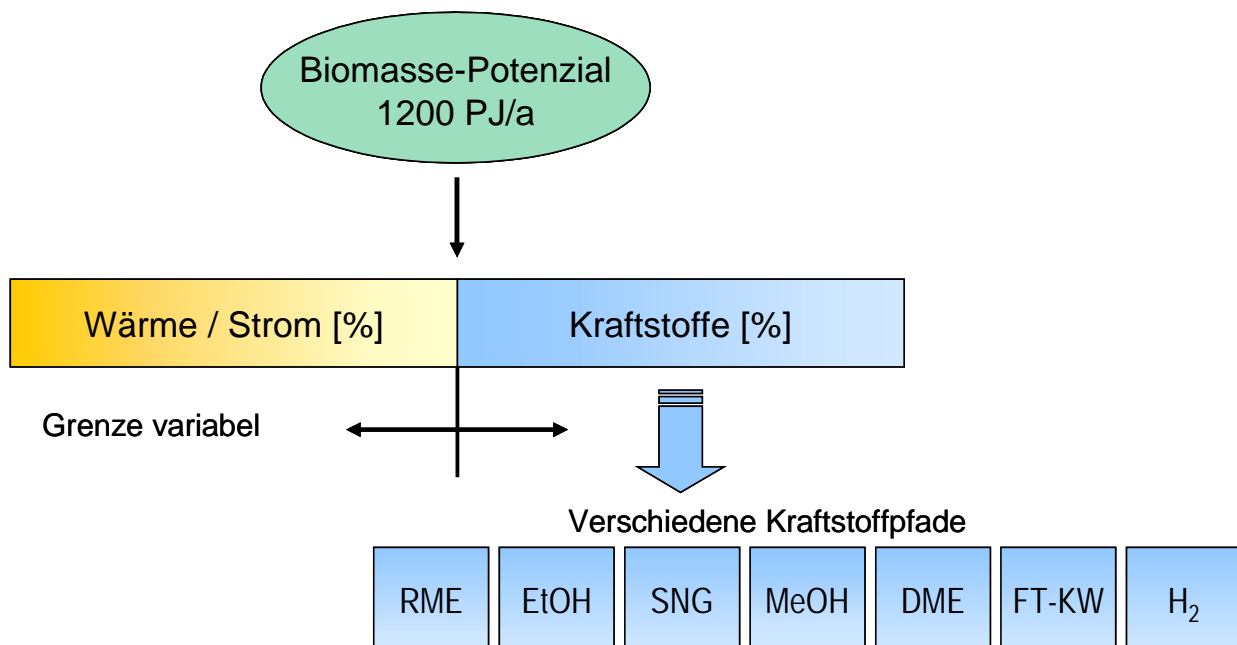 Biomasse-Potenzial
1200 PJ/a
Wärme / Strom [%]
Kraftstoffe [%]
Grenze variabel
Verschiedene Kraftstoffpfade
RME
EtOH
SNG
MeOH
DME
FT-KW
H₂